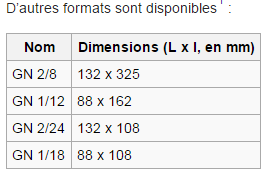 D'autres formats sont disponibles¹ :
Nom Dimensions (L x l, en mm)
GN 2/8 132 x 325
GN 1/12 88 x 162
GN 2/24 132 x 108
GN 1/18 88 x 108